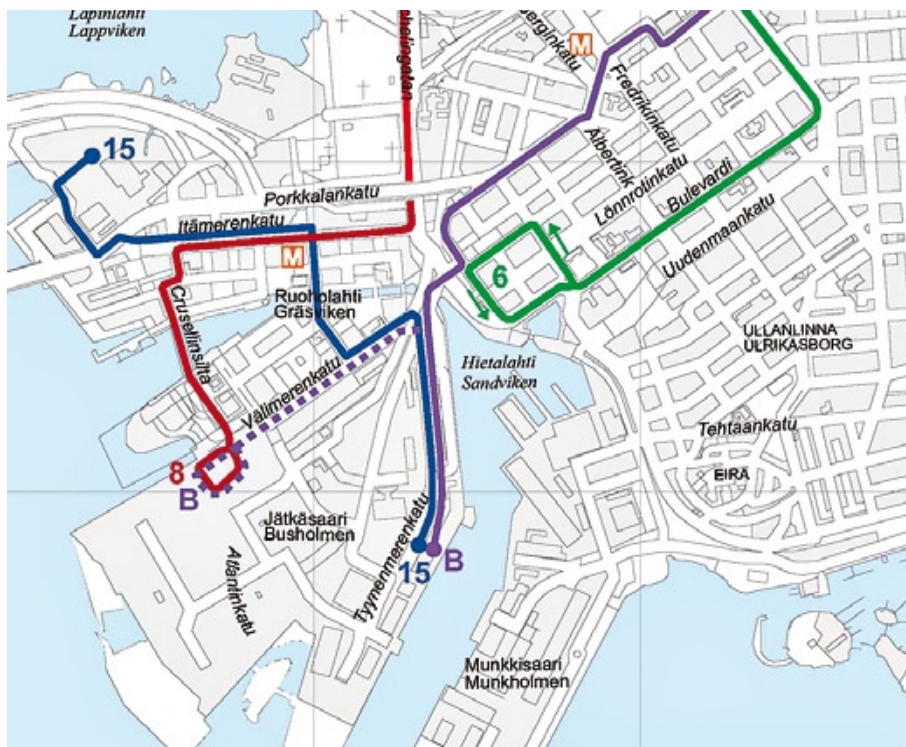 Lapinlahti
Lappviken
M
15
Porkkalankatu
Itämerenkatu
M
Ruoholahti
Gräsviken
Crusellinsilta
Välimerenkatu
8
B
Jätkäsaari
Busholmen
Atlantinkatu
Tyynenmerenkatu
15
B
Fredrikinkatu
Albertink
Lönnrotinkatu
Bulevardi
Uudenmaankatu
6
Hietalahti
Sandviken
ULLANLINNA
ULRIKASBORG
Tehtaankatu
EIRA
Munkkisaari
Munkholmen